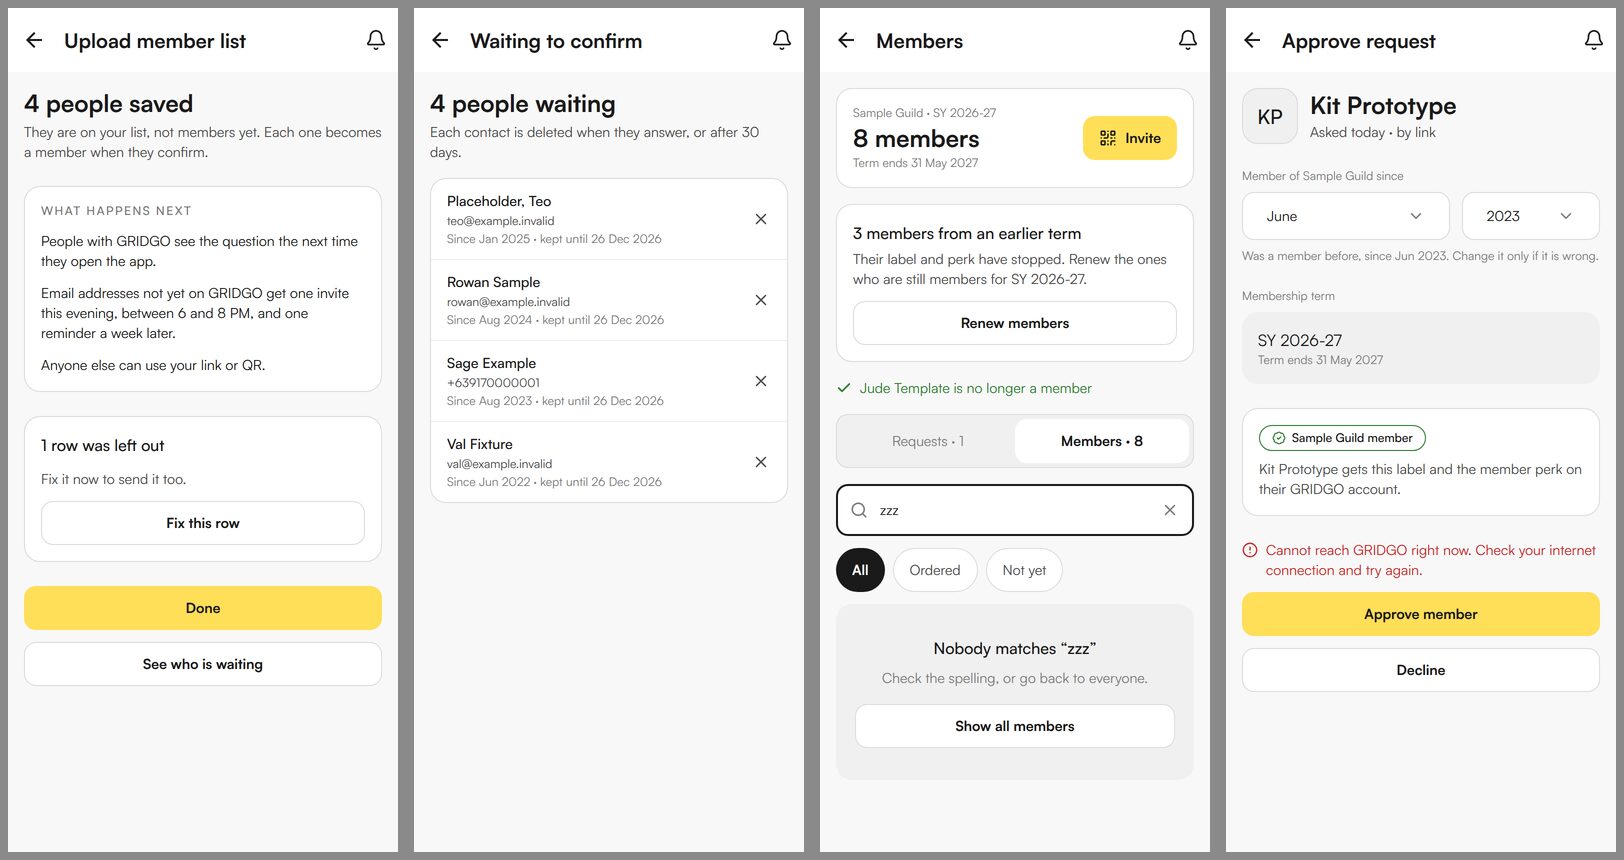 Upload member list
4 people saved
They are on your list, not members yet. Each one becomes
a member when they confirm.
WHAT HAPPENS NEXT
People with GRIDGO see the question the next time
they open the app.
Email addresses not yet on GRIDGO get one invite
this evening, between 6 and 8 PM, and one
reminder a week later.
Anyone else can use your link or QR.
1 row was left out
Fix it now to send it too.
Fix this row
Done
See who is waiting
Waiting to confirm
4 people waiting
Each contact is deleted when they answer, or after 30
days.
Placeholder, Teo
teo@example.invalid
Since Jan 2025 · kept until 26 Dec 2026
Rowan Sample
rowan@example.invalid
Since Aug 2024 · kept until 26 Dec 2026
Sage Example
+639170000001
Since Aug 2023 · kept until 26 Dec 2026
Val Fixture
val@example.invalid
Since Jun 2022 · kept until 26 Dec 2026
Members
Sample Guild · SY 2026-27
8 members
Term ends 31 May 2027
Invite
3 members from an earlier term
Their label and perk have stopped. Renew the ones
who are still members for SY 2026-27.
Renew members
Jude Template is no longer a member
Requests · 1
Members · 8
zzz
All
Ordered
Not yet
Nobody matches “zzz”
Check the spelling, or go back to everyone.
Show all members
Approve request
KP
Kit Prototype
Asked today · by link
Member of Sample Guild since
June
2023
Was a member before, since Jun 2023. Change it only if it is wrong.
Membership term
SY 2026-27
Term ends 31 May 2027
Sample Guild member
Kit Prototype gets this label and the member perk on
their GRIDGO account.
Cannot reach GRIDGO right now. Check your internet
connection and try again.
Approve member
Decline